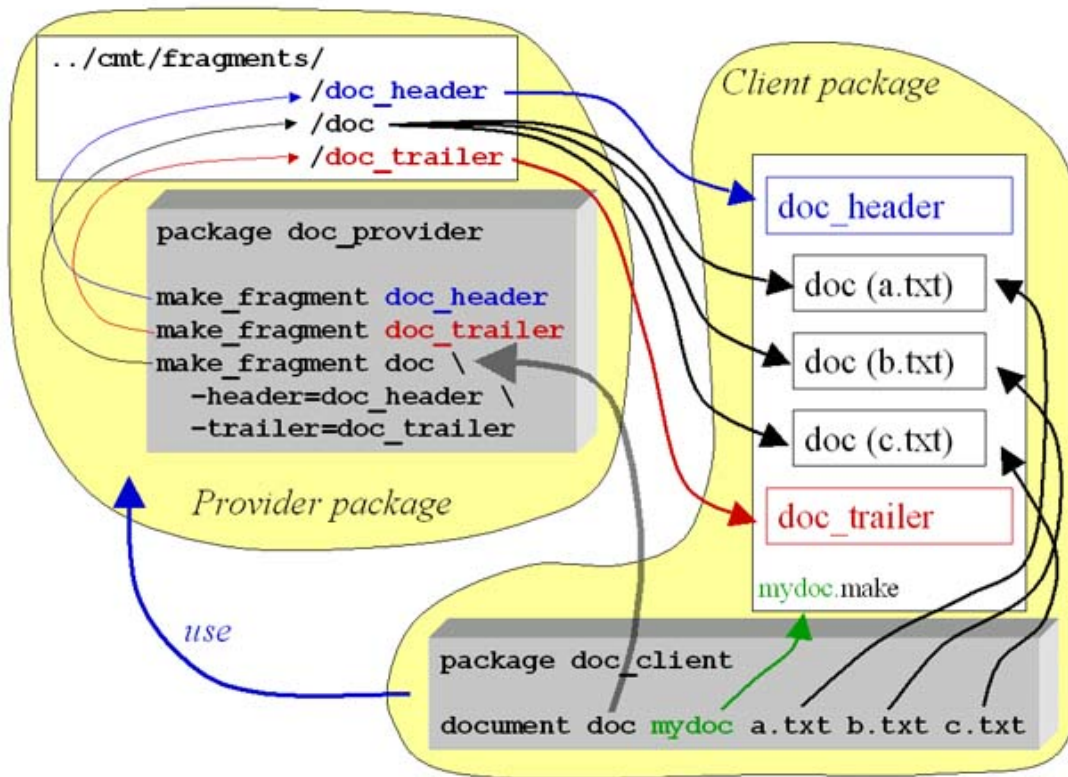 ../cmt/fragments/
/doc_header
/doc
/doc_trailer
package doc_provider
make_fragment doc_header
make_fragment doc_trailer
make_fragment doc \
-header=doc_header \
-trailer=doc_trailer
Provider package
use
Client package
doc_header
doc (a.txt)
doc (b.txt)
doc (c.txt)
doc_trailer
mydoc.make
package doc_client
document doc mydoc a.txt b.txt c.txt